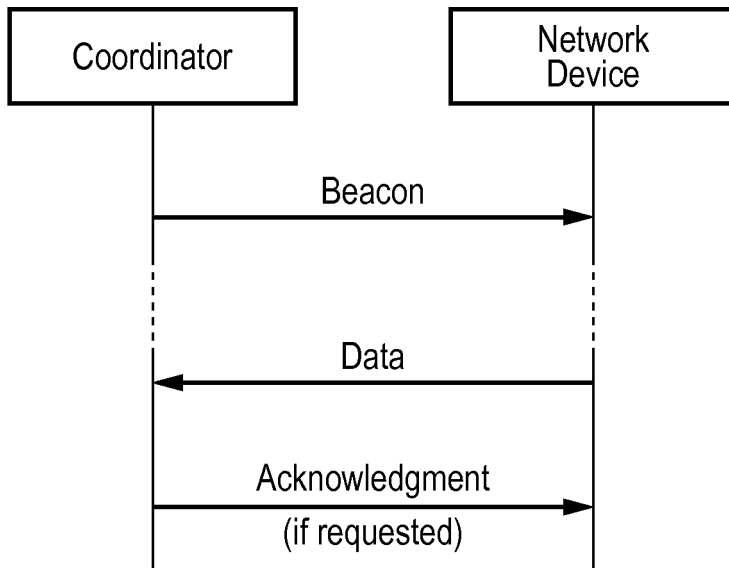 Coordinator
Network
Device
Beacon
Data
Acknowledgment
(if requested)